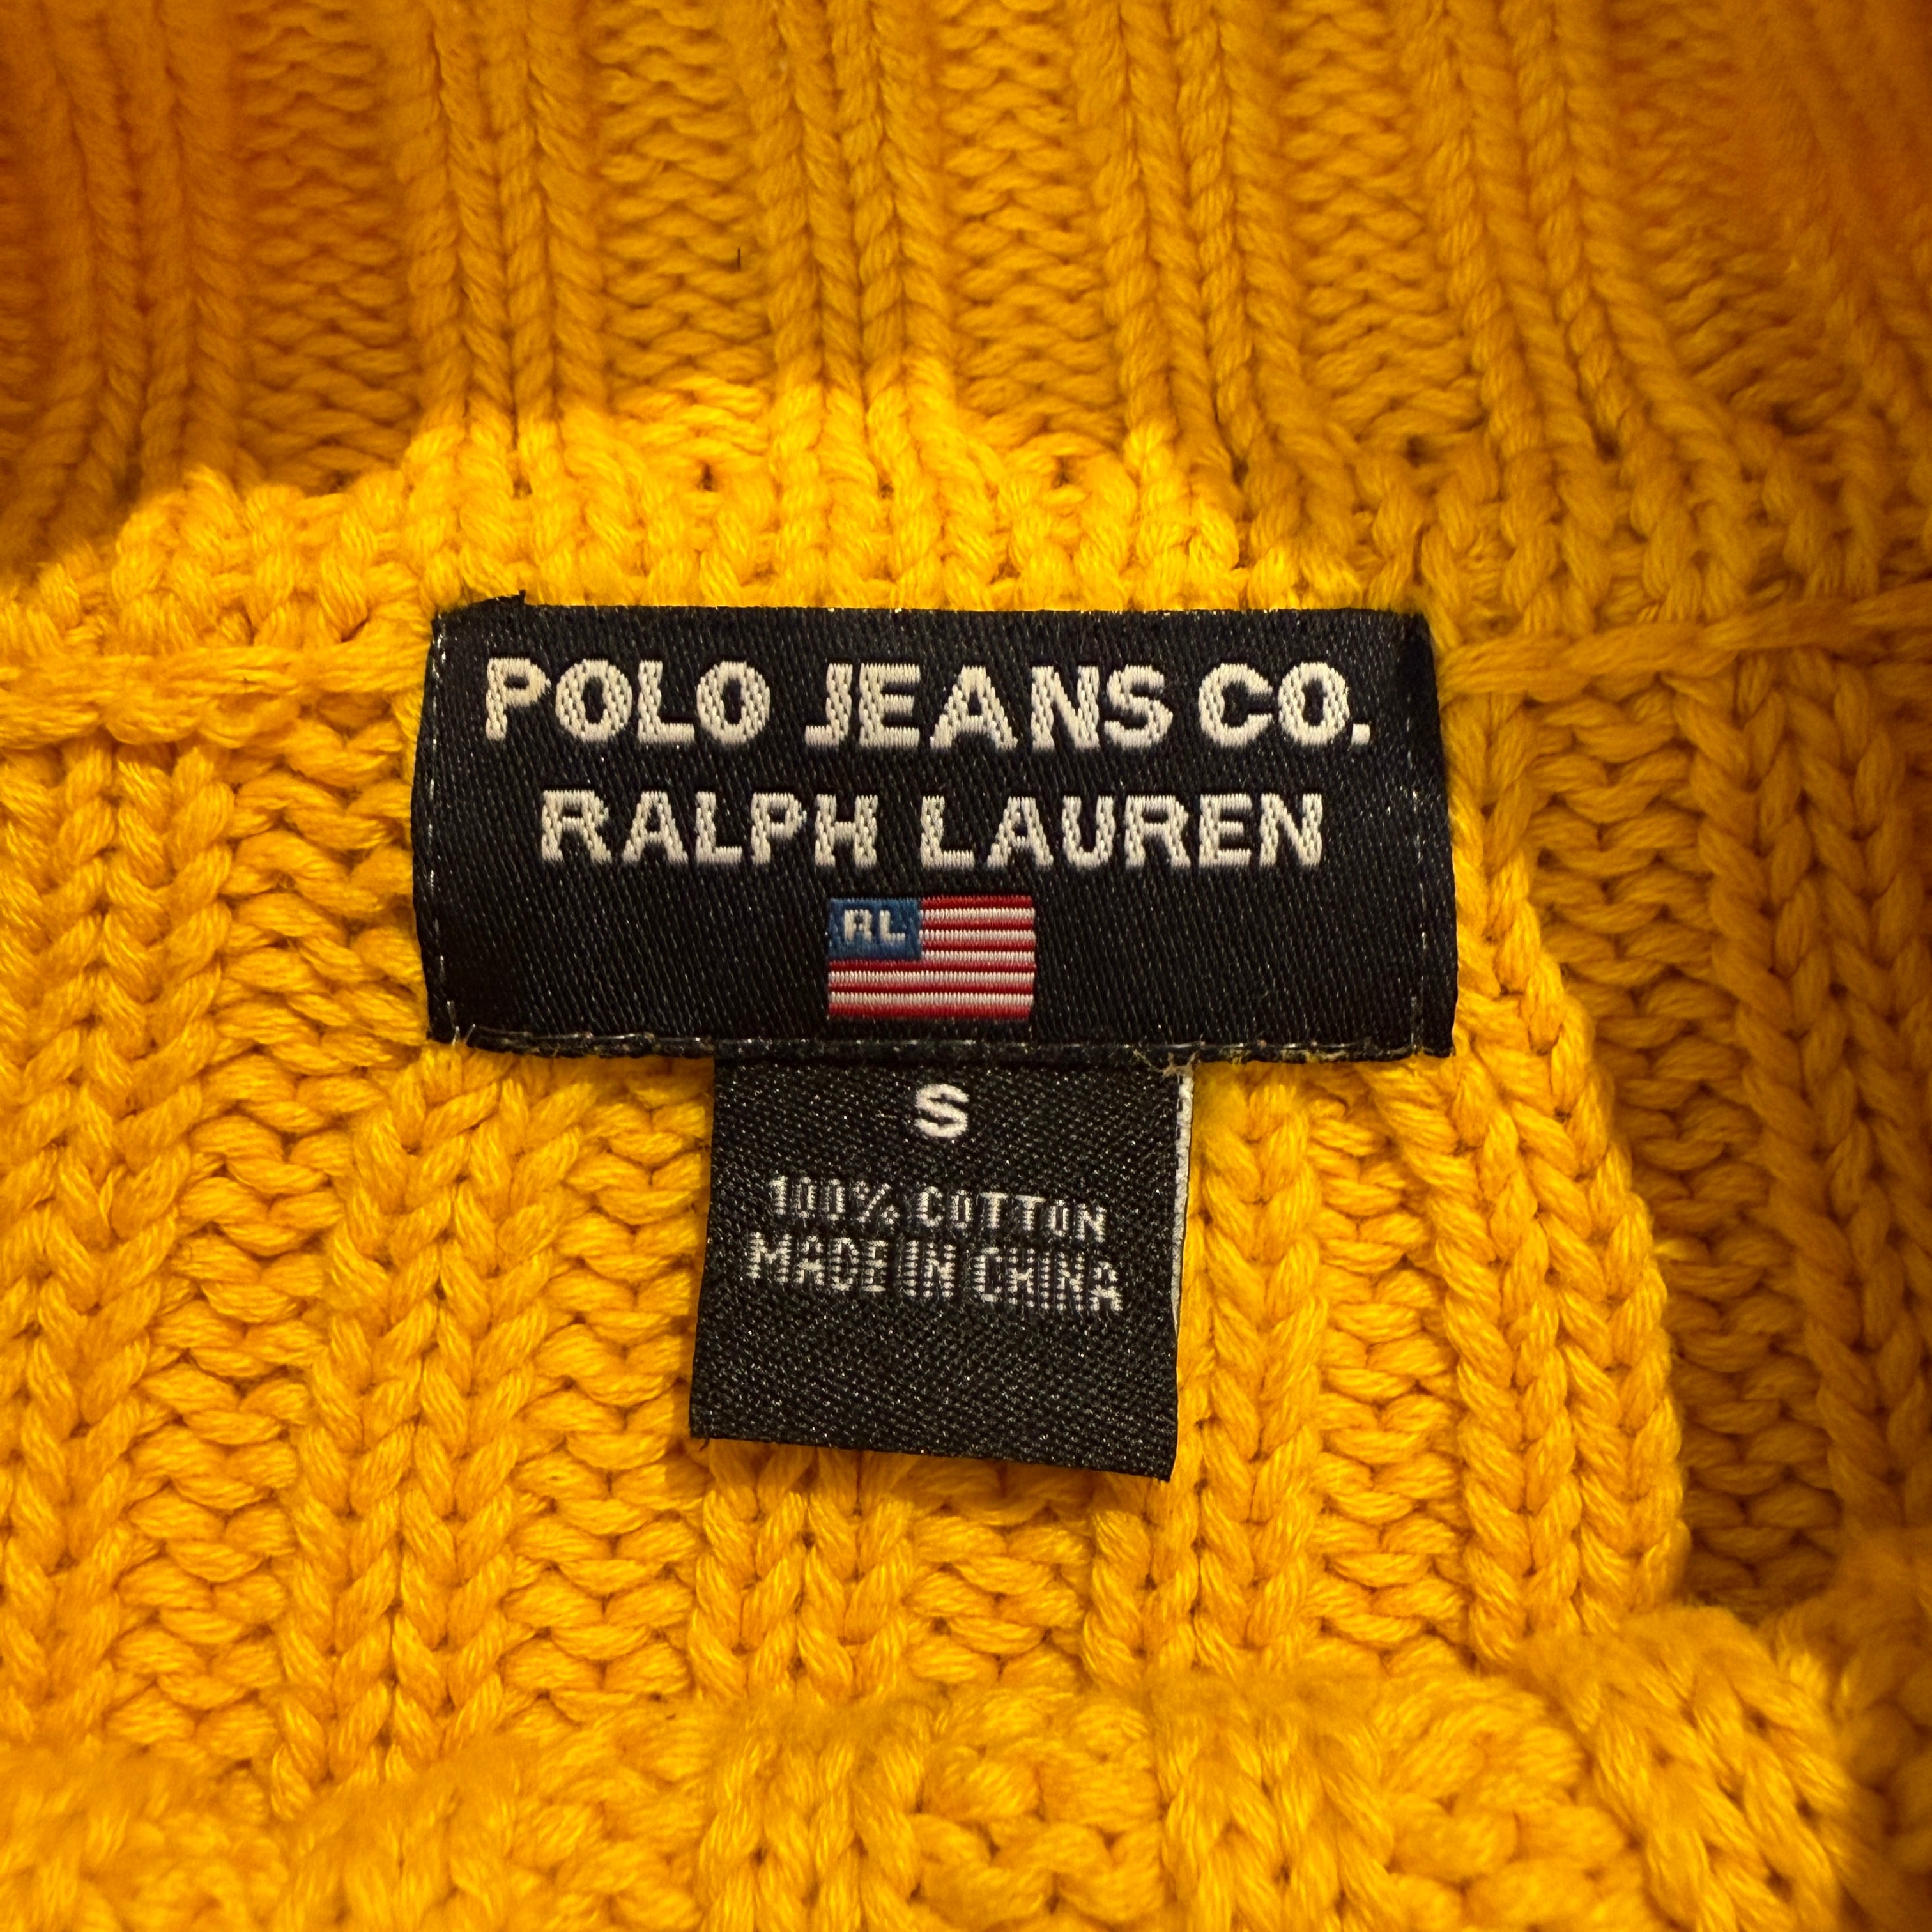 POLO JEANS CO.
RALPH LAUREN
RL
S
100% COTTON
MADE IN CHINA